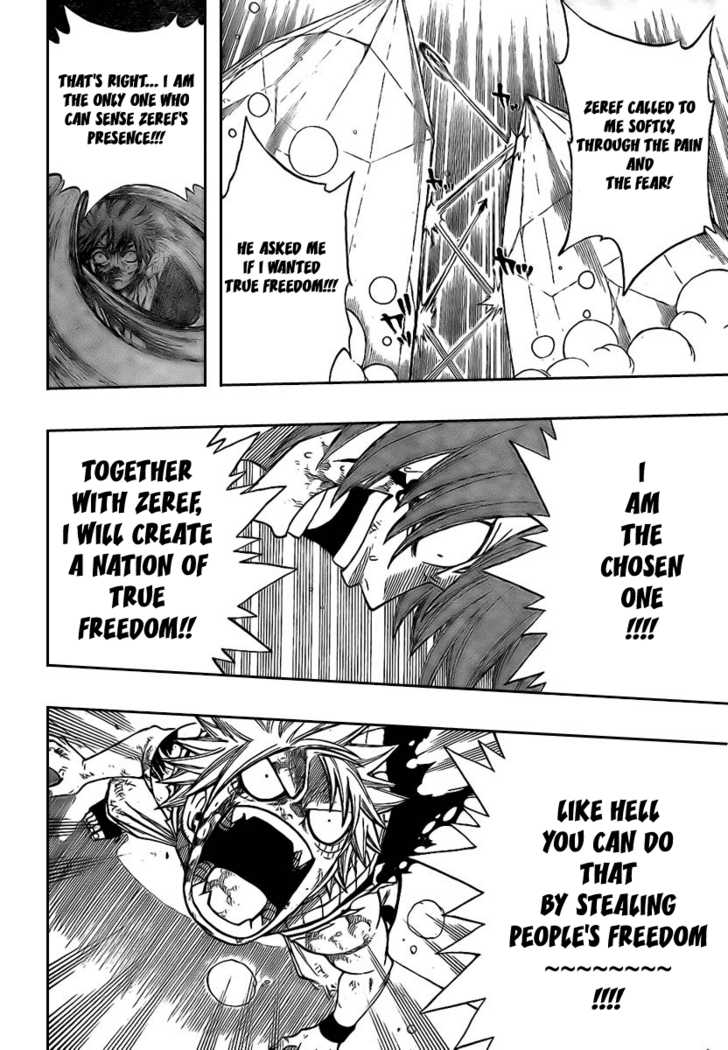 ZEREF CALLED TO
ME SOFTLY,
THROUGH THE PAIN
AND
THE FEAR!
HE ASKED ME
IF I WANTED
TRUE FREEDOM!!!
THAT'S RIGHT... I AM
THE ONLY ONE WHO
CAN SENSE ZEREF'S
PRESENCE!!!
I
AM
THE
CHOSEN
ONE
!!!!
TOGETHER
WITH ZEREF,
I WILL CREATE
A NATION OF
TRUE
FREEDOM!!
LIKE HELL
YOU CAN DO
THAT
BY STEALING
PEOPLE'S FREEDOM
~~~~~~~~
!!!!